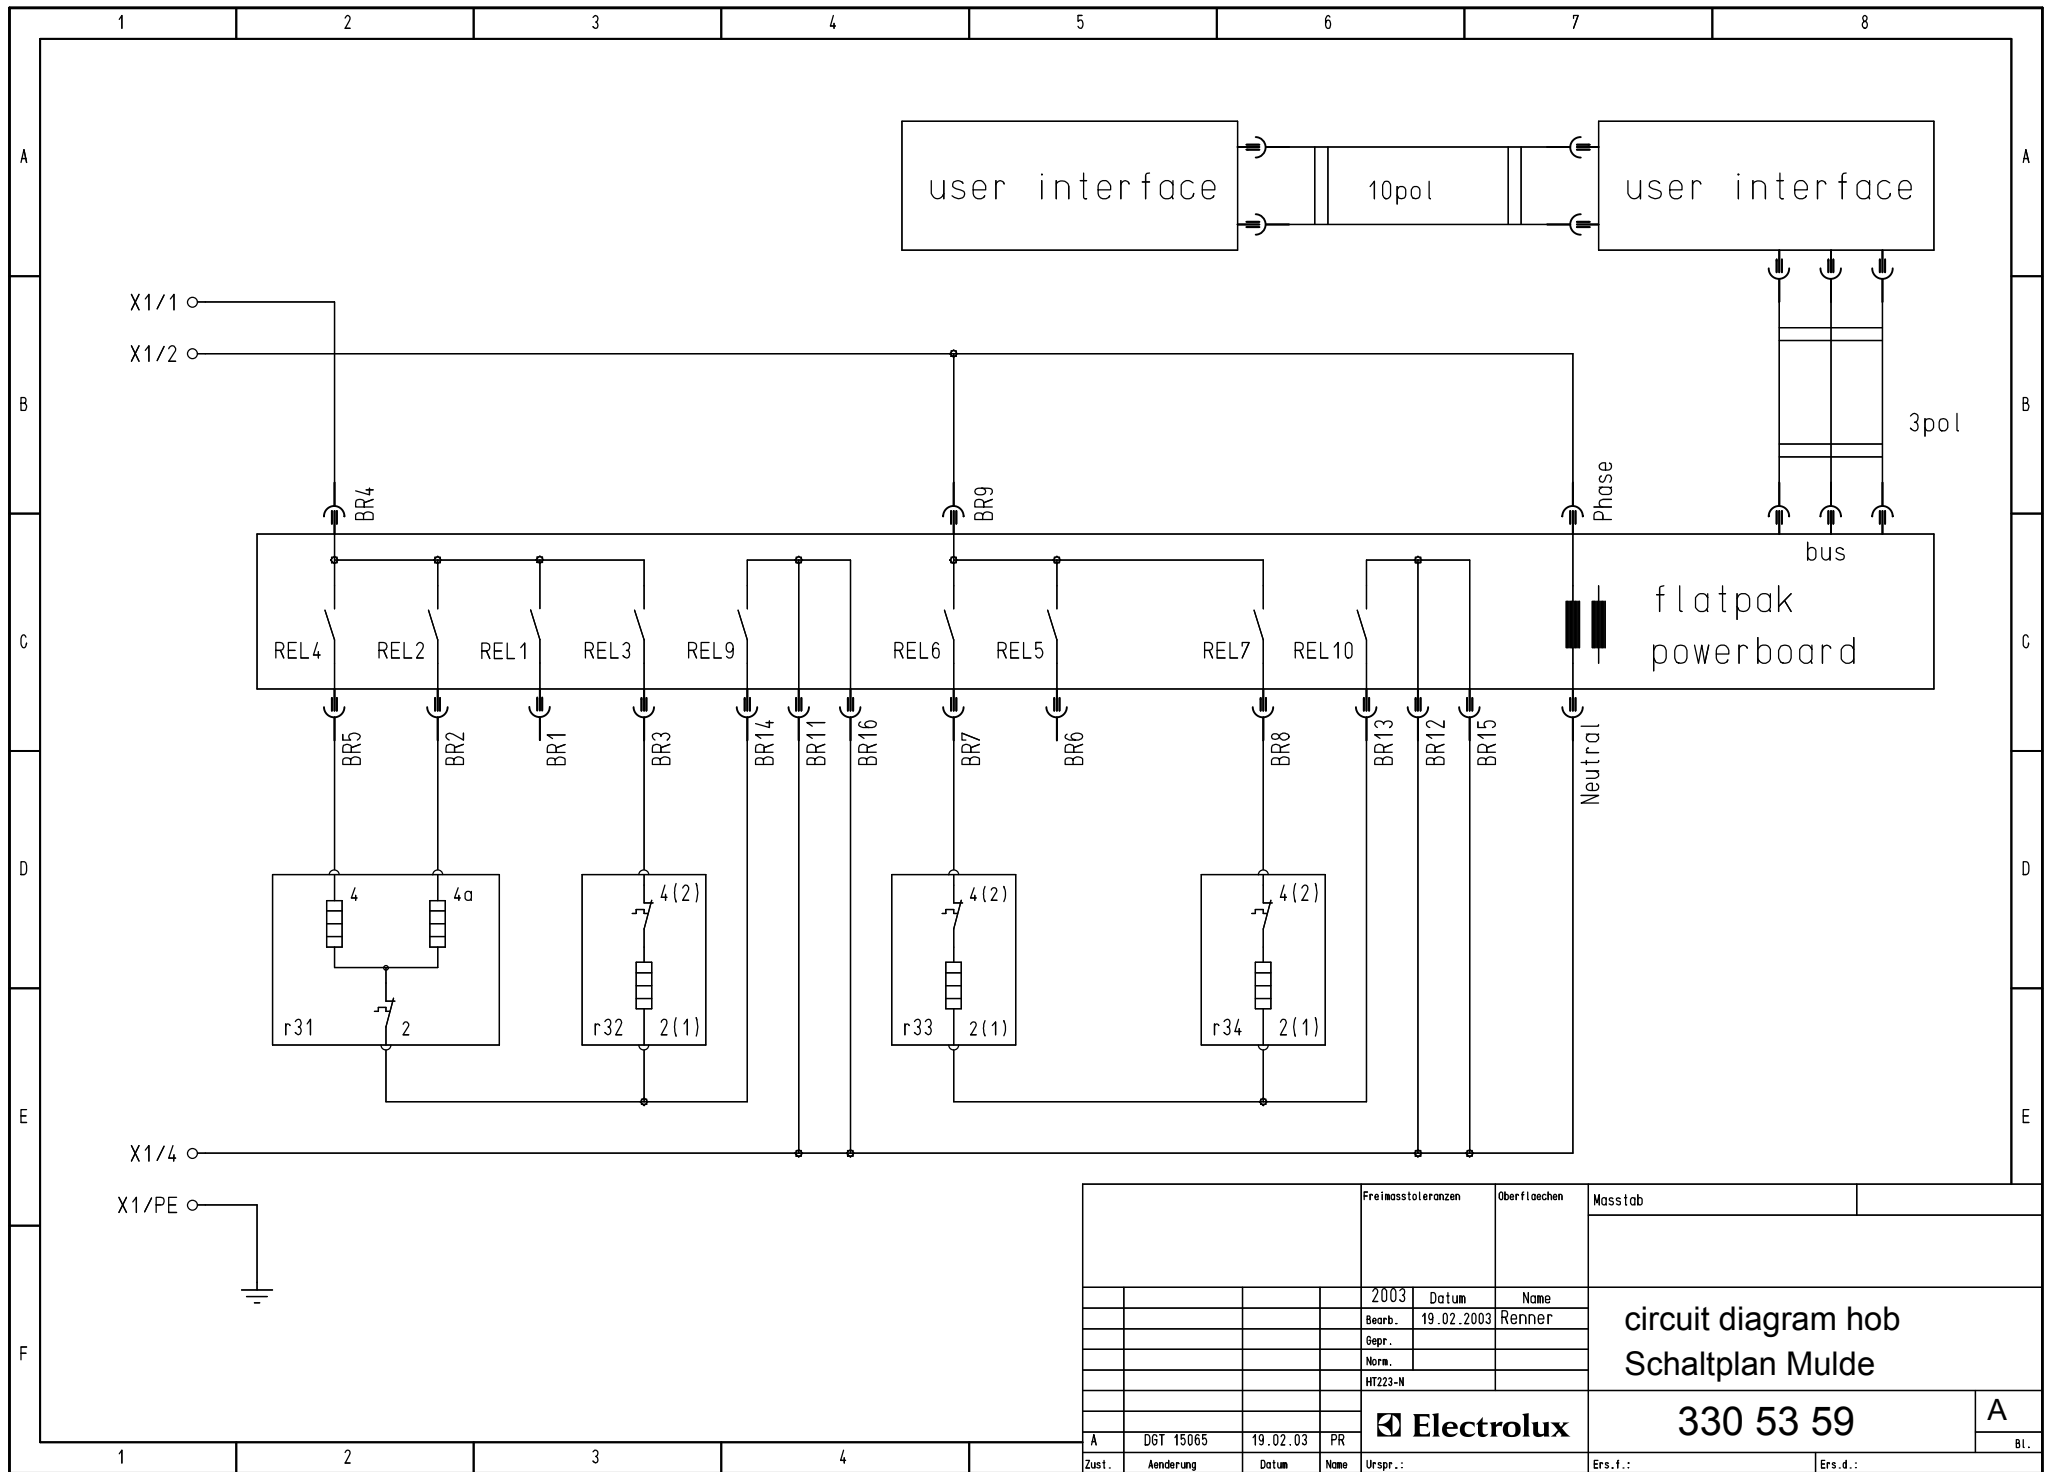 1 2 3 4 5 6 7 8
A A
user interface 10pol user interface
X1/1
X1/2
B B
3pol
BR4 BR9 Phase
bus
flatpak
powerboard
C C
REL4 REL2 REL1 REL3 REL9 REL6 REL5 REL7 REL10
BR5 BR2 BR1 BR3 BR14 BR11 BR16 BR7 BR6 BR8 BR13 BR12 BR15 Neutral
D D
4 4a 4(2) 4(2) 4(2)
r31 2 r32 2(1) r33 2(1) r34 2(1)
E E
X1/4
X1/PE
Freimasstoleranzen Oberflaechen Masstab
2003 Datum Name
Bearb. 19.02.2003 Renner
Gepr.
Norm.
HT223-N
circuit diagram hob
Schaltplan Mulde
F
Electrolux 330 53 59 A
Bl.
A DGT 15065 19.02.03 PR
Zust. Aenderung Datum Name Urspr.: Ers.f.: Ers.d.:
1 2 3 4